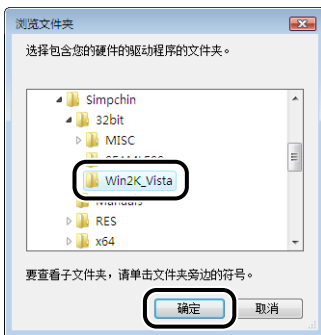 浏览文件夹
选择包含您的硬件的驱动程序的文件夹。
Simpchin
32bit
MISC
Win2K_Vista
Manuals
RES
x64
要查看子文件夹，请单击文件夹旁边的符号。
确定
取消